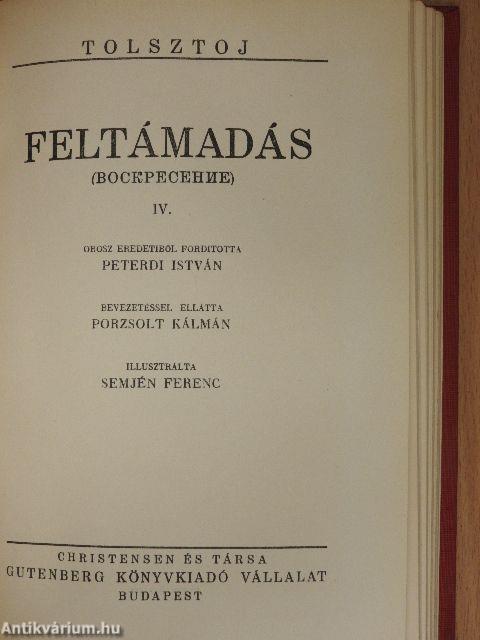 TOLSZTOJ
FELTÁMADÁS
(ВОСКРЕСЕНИЕ)
IV.
OROSZ EREDETIBŐL FORDITOTTA
PETERDI ISTVÁN
BEVEZETÉSSEL ELLÁTTA
PORZSOLT KÁLMÁN
ILLUSZTRÁLTA
SEMJÉN FERENC
CHRISTENSEN ÉS TÁRSA
GUTENBERG KÖNYVKIADÓ VÁLLALAT
BUDAPEST
Antikvárium.hu